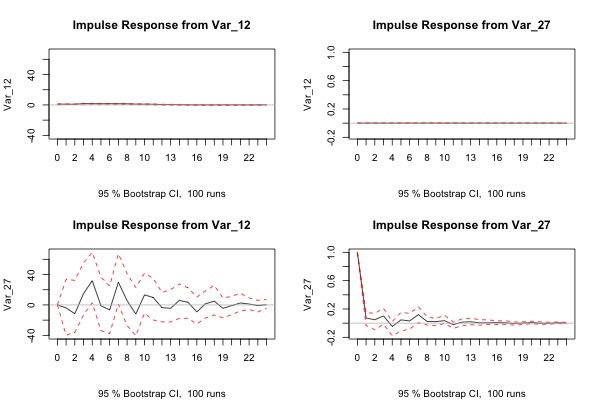 Impulse Response from Var_12
Var_12
-40 0 40
0 2 4 6 8 10 13 16 19 22
95 % Bootstrap CI, 100 runs
Impulse Response from Var_27
Var_12
-0.2 0.2 0.6 1.0
0 2 4 6 8 10 13 16 19 22
95 % Bootstrap CI, 100 runs
Impulse Response from Var_12
Var_27
-40 0 40
0 2 4 6 8 10 13 16 19 22
95 % Bootstrap CI, 100 runs
Impulse Response from Var_27
Var_27
-0.2 0.2 0.6 1.0
0 2 4 6 8 10 13 16 19 22
95 % Bootstrap CI, 100 runs